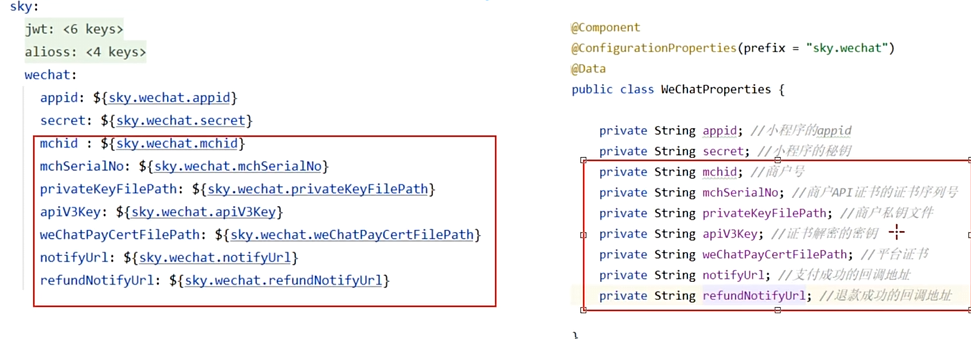 sky:
jwt: <6 keys>
alioss: <4 keys>
wechat:
appid: ${sky.wechat.appid}
secret: ${sky.wechat.secret}
mchid : ${sky.wechat.mchid}
mchSerialNo: ${sky.wechat.mchSerialNo}
privateKeyFilePath: ${sky.wechat.privateKeyFilePath}
apiV3Key: ${sky.wechat.apiV3Key}
weChatPayCertFilePath: ${sky.wechat.weChatPayCertFilePath}
notifyUrl: ${sky.wechat.notifyUrl}
refundNotifyUrl: ${sky.wechat.refundNotifyUrl}
@Component
@ConfigurationProperties(prefix = "sky.wechat")
@Data
public class WeChatProperties {
private String appid; //小程序的appid
private String secret; //小程序的秘钥
private String mchid; //商户号
private String mchSerialNo; //商户API证书的证书序列号
private String privateKeyFilePath; //商户私钥文件
private String apiV3Key; //证书解密的密钥
private String weChatPayCertFilePath; //平台证书
private String notifyUrl; //支付成功的回调地址
private String refundNotifyUrl; //退款成功的回调地址
}